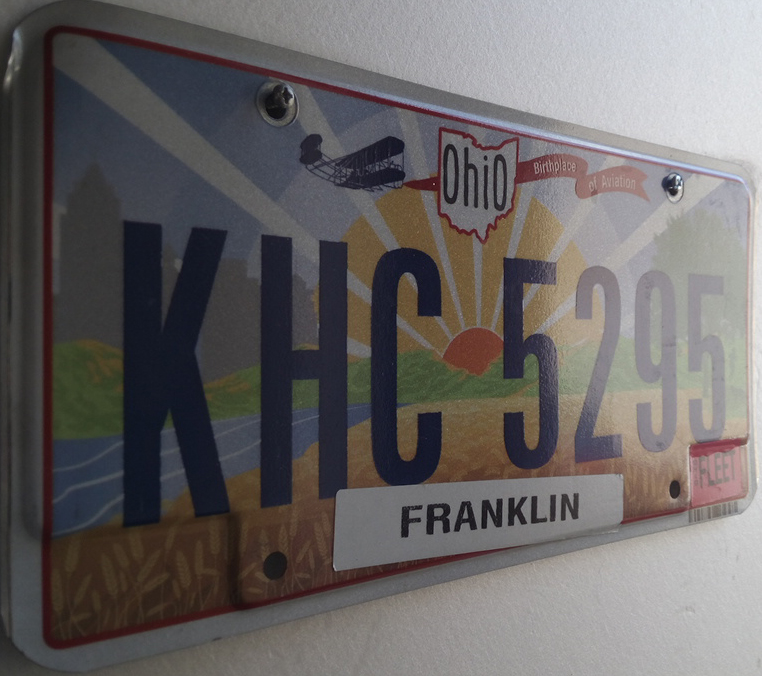 Ohio
Birthplace
of Aviation
KHC 5295
FLEET
FRANKLIN